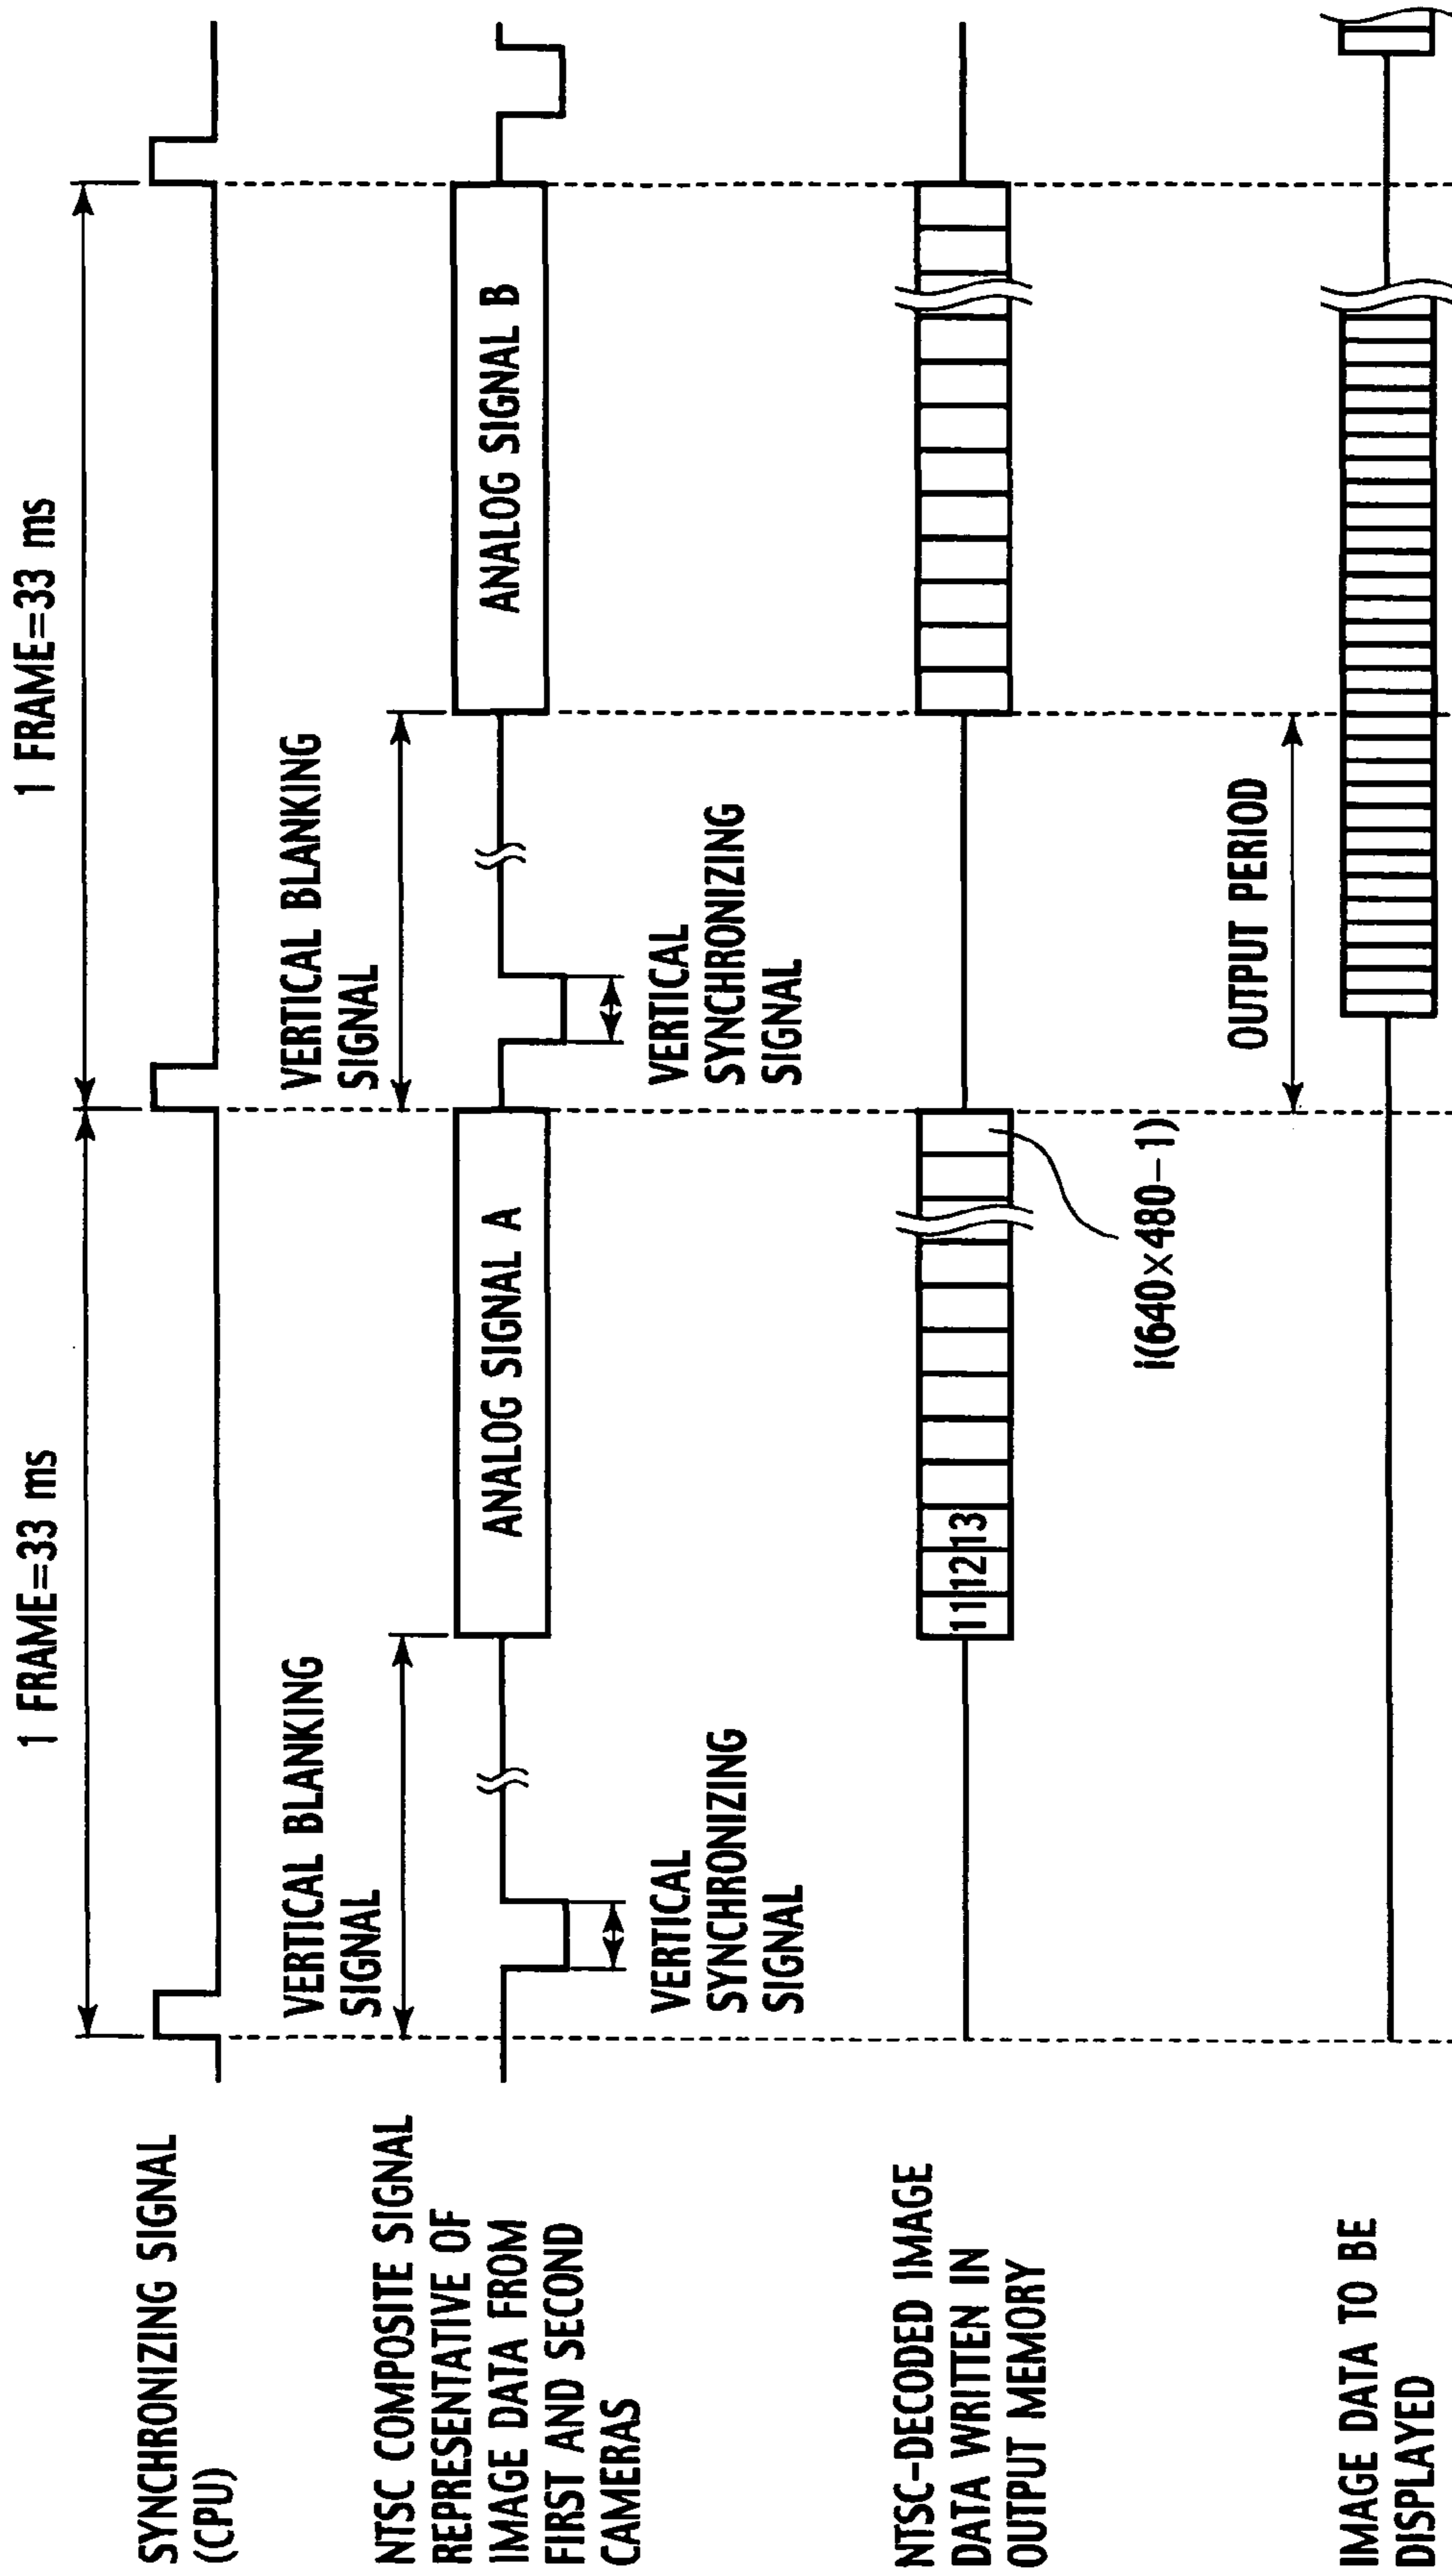 1 FRAME=33 ms
1 FRAME=33 ms
SYNCHRONIZING SIGNAL
(CPU)
VERTICAL BLANKING
SIGNAL
VERTICAL BLANKING
SIGNAL
NTSC COMPOSITE SIGNAL
REPRESENTATIVE OF
IMAGE DATA FROM
FIRST AND SECOND
CAMERAS
ANALOG SIGNAL A
ANALOG SIGNAL B
VERTICAL
SYNCHRONIZING
SIGNAL
VERTICAL
SYNCHRONIZING
SIGNAL
NTSC-DECODED IMAGE
DATA WRITTEN IN
OUTPUT MEMORY
11 12 13
i(640×480-1)
OUTPUT PERIOD
IMAGE DATA TO BE
DISPLAYED